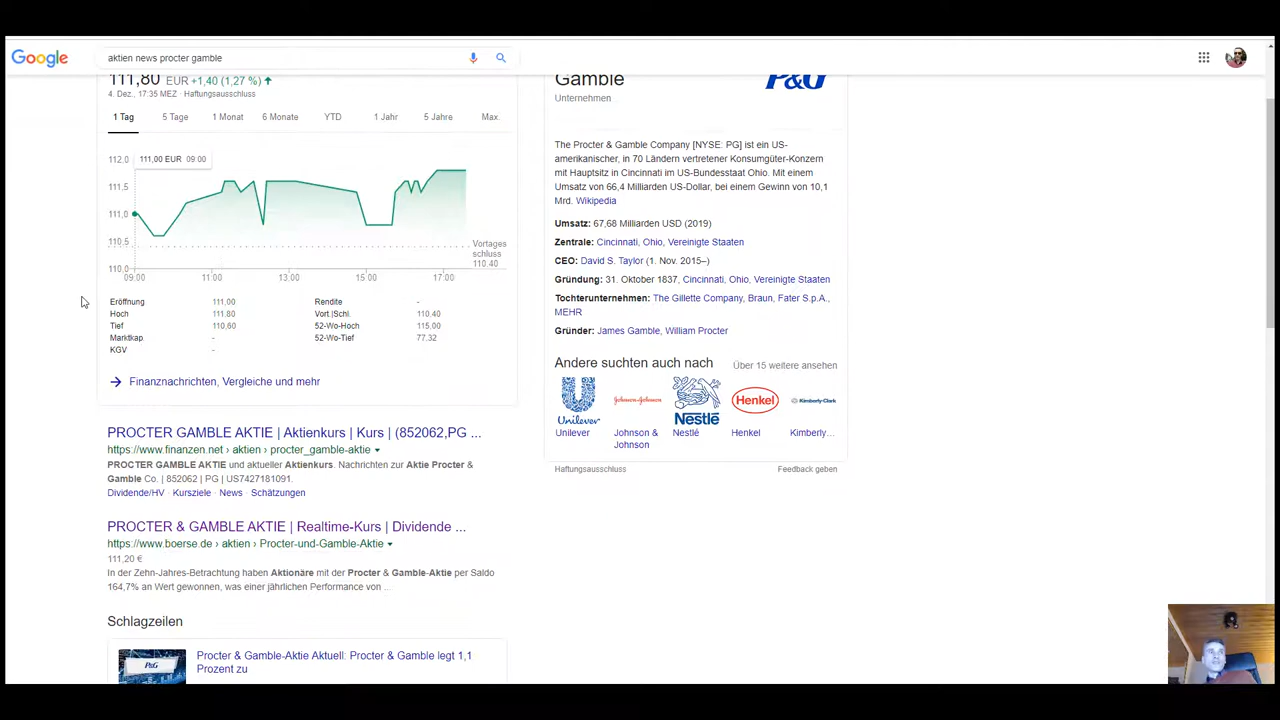 Google
aktien news procter gamble
111,80 EUR +1,40 (1,27 %)
4. Dez., 17:35 MEZ · Haftungsausschluss
1 Tag 5 Tage 1 Monat 6 Monate YTD 1 Jahr 5 Jahre Max.
111,00 EUR 09:00
112,0
111,5
111,0
110,5
110,0
Vortages
schluss
110.40
09:00 11:00 13:00 15:00 17:00
Eröffnung 111,00
Hoch 111,80
Tief 110,60
Marktkap. -
KGV -
Rendite -
Vort.|Schl. 110,40
52-Wo-Hoch 115,00
52-Wo-Tief 77,32
Finanznachrichten, Vergleiche und mehr
PROCTER GAMBLE AKTIE | Aktienkurs | Kurs | (852062,PG ...
https://www.finanzen.net › aktien › procter_gamble-aktie
PROCTER GAMBLE AKTIE und aktueller Aktienkurs. Nachrichten zur Aktie Procter &
Gamble Co. | 852062 | PG | US7427181091.
Dividende/HV · Kursziele · News · Schätzungen
PROCTER & GAMBLE AKTIE | Realtime-Kurs | Dividende ...
https://www.boerse.de › aktien › Procter-und-Gamble-Aktie
111,20 €
In der Zehn-Jahres-Betrachtung haben Aktionäre mit der Procter & Gamble-Aktie per Saldo
164,7% an Wert gewonnen, was einer jährlichen Performance von ...
Schlagzeilen
P&G
Procter & Gamble-Aktie Aktuell: Procter & Gamble legt 1,1
Prozent zu
Gamble
P&G
Unternehmen
The Procter & Gamble Company [NYSE: PG] ist ein US-
amerikanischer, in 70 Ländern vertretener Konsumgüter-Konzern
mit Hauptsitz in Cincinnati im US-Bundesstaat Ohio. Mit einem
Umsatz von 66,4 Milliarden US-Dollar, bei einem Gewinn von 10,1
Mrd. Wikipedia
Umsatz: 67,68 Milliarden USD (2019)
Zentrale: Cincinnati, Ohio, Vereinigte Staaten
CEO: David S. Taylor (1. Nov. 2015–)
Gründung: 31. Oktober 1837, Cincinnati, Ohio, Vereinigte Staaten
Tochterunternehmen: The Gillette Company, Braun, Fater S.p.A.,
MEHR
Gründer: James Gamble, William Procter
Andere suchten auch nach
Über 15 weitere ansehen
Unilever Johnson & Johnson Nestlé Henkel Kimberly-Clark
Unilever
Johnson &
Johnson
Nestlé
Henkel
Kimberly...
Haftungsausschluss
Feedback geben